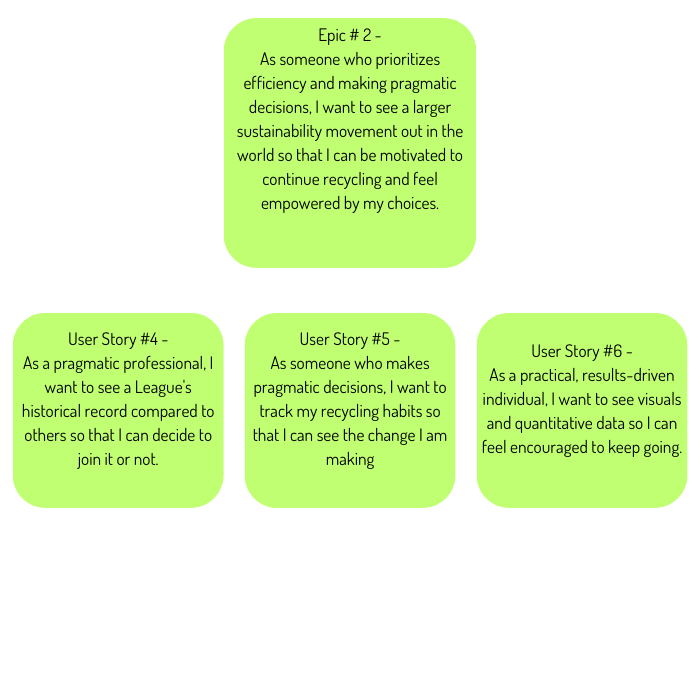 Epic # 2 -
As someone who prioritizes
efficiency and making pragmatic
decisions, I want to see a larger
sustainability movement out in the
world so that I can be motivated to
continue recycling and feel
empowered by my choices.
User Story #4 -
As a pragmatic professional, I
want to see a League's
historical record compared to
others so that I can decide to
join it or not.
User Story #5 -
As someone who makes
pragmatic decisions, I want to
track my recycling habits so
that I can see the change I am
making
User Story #6 -
As a practical, results-driven
individual, I want to see visuals
and quantitative data so I can
feel encouraged to keep going.